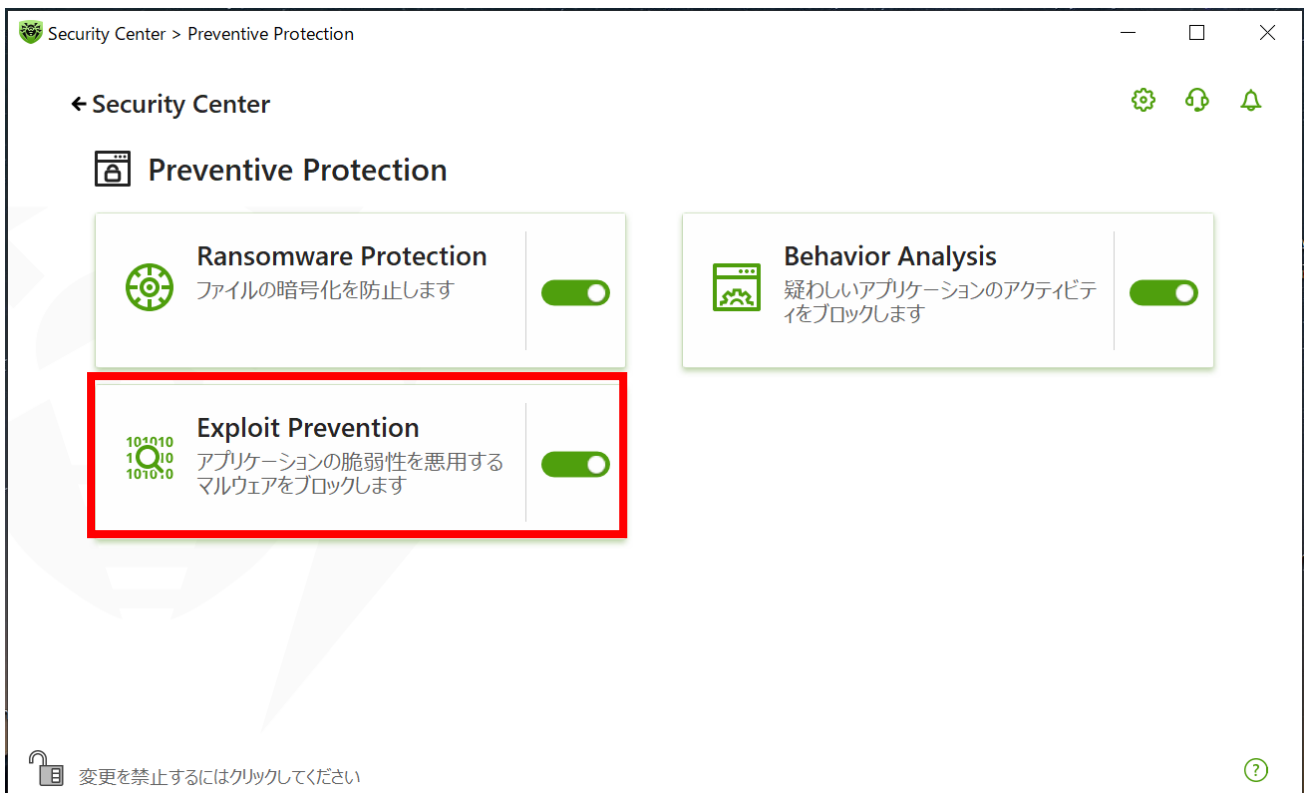 Security Center > Preventive Protection
Security Center
Preventive Protection
Ransomware Protection
ファイルの暗号化を防止します
Behavior Analysis
疑わしいアプリケーションのアクティビテ
ィをブロックします
Exploit Prevention
アプリケーションの脆弱性を悪用する
マルウェアをブロックします
101010
1 10
101010
変更を禁止するにはクリックしてください
?